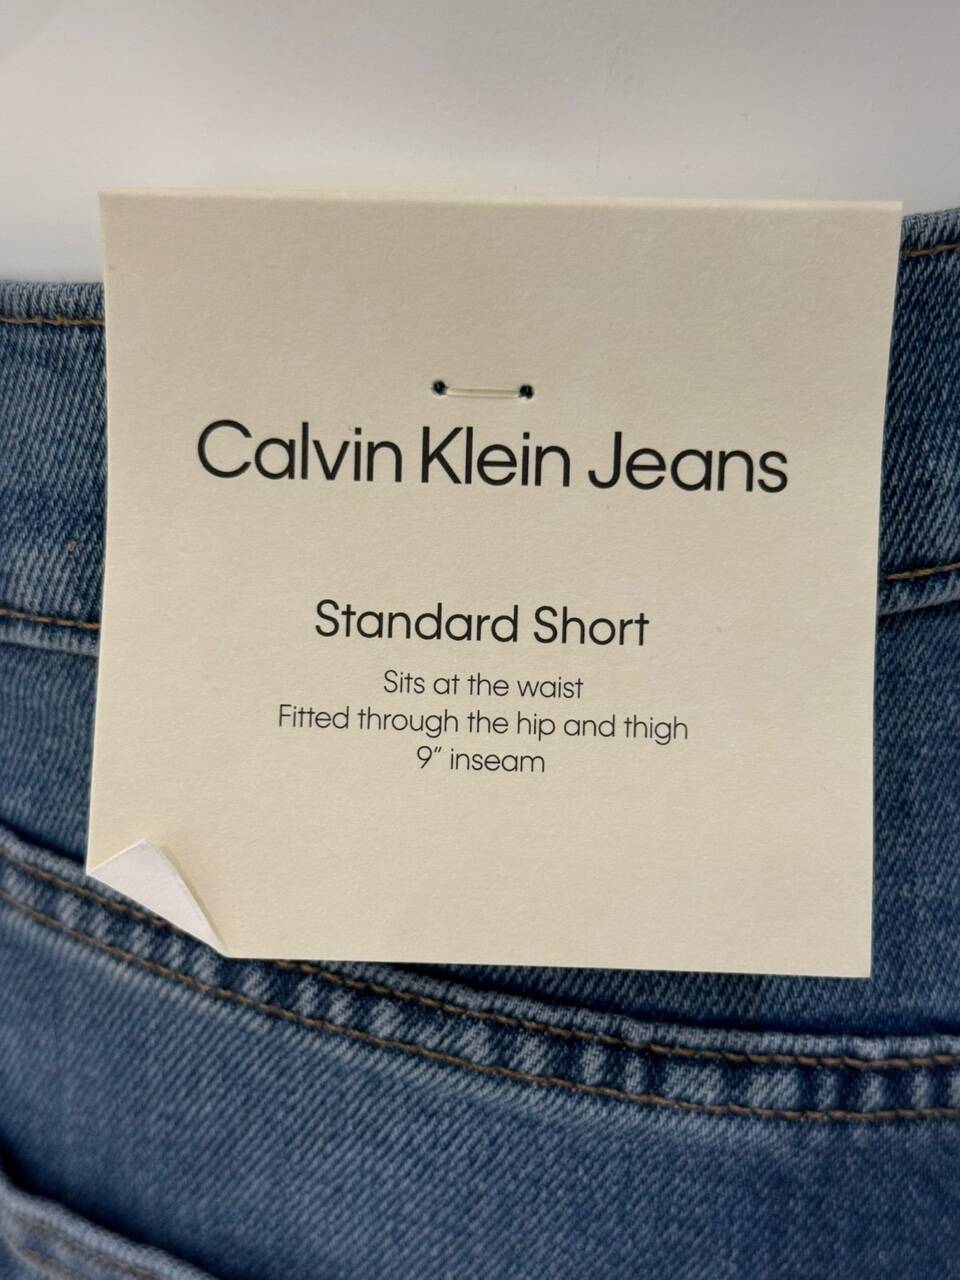 Calvin Klein Jeans
Standard Short
Sits at the waist
Fitted through the hip and thigh
9” inseam